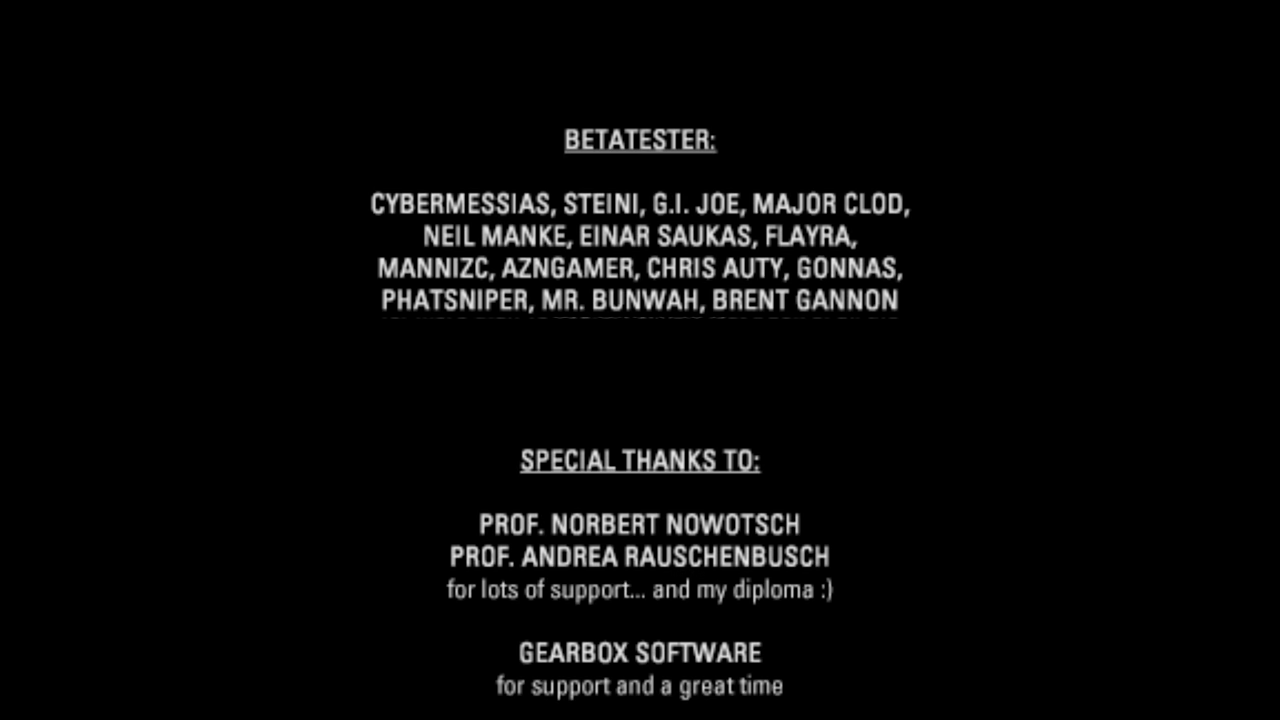 BETATESTER:
CYBERMESSIAS, STEINI, G.I. JOE, MAJOR CLOD,
NEIL MANKE, EINAR SAUKAS, FLAYRA,
MANNIZC, AZNGAMER, CHRIS AUTY, GONNAS,
PHATSNIPER, MR. BUNWAH, BRENT GANNON
SPECIAL THANKS TO:
PROF. NORBERT NOWOTSCH
PROF. ANDREA RAUSCHENBUSCH
for lots of support... and my diploma :)
GEARBOX SOFTWARE
for support and a great time